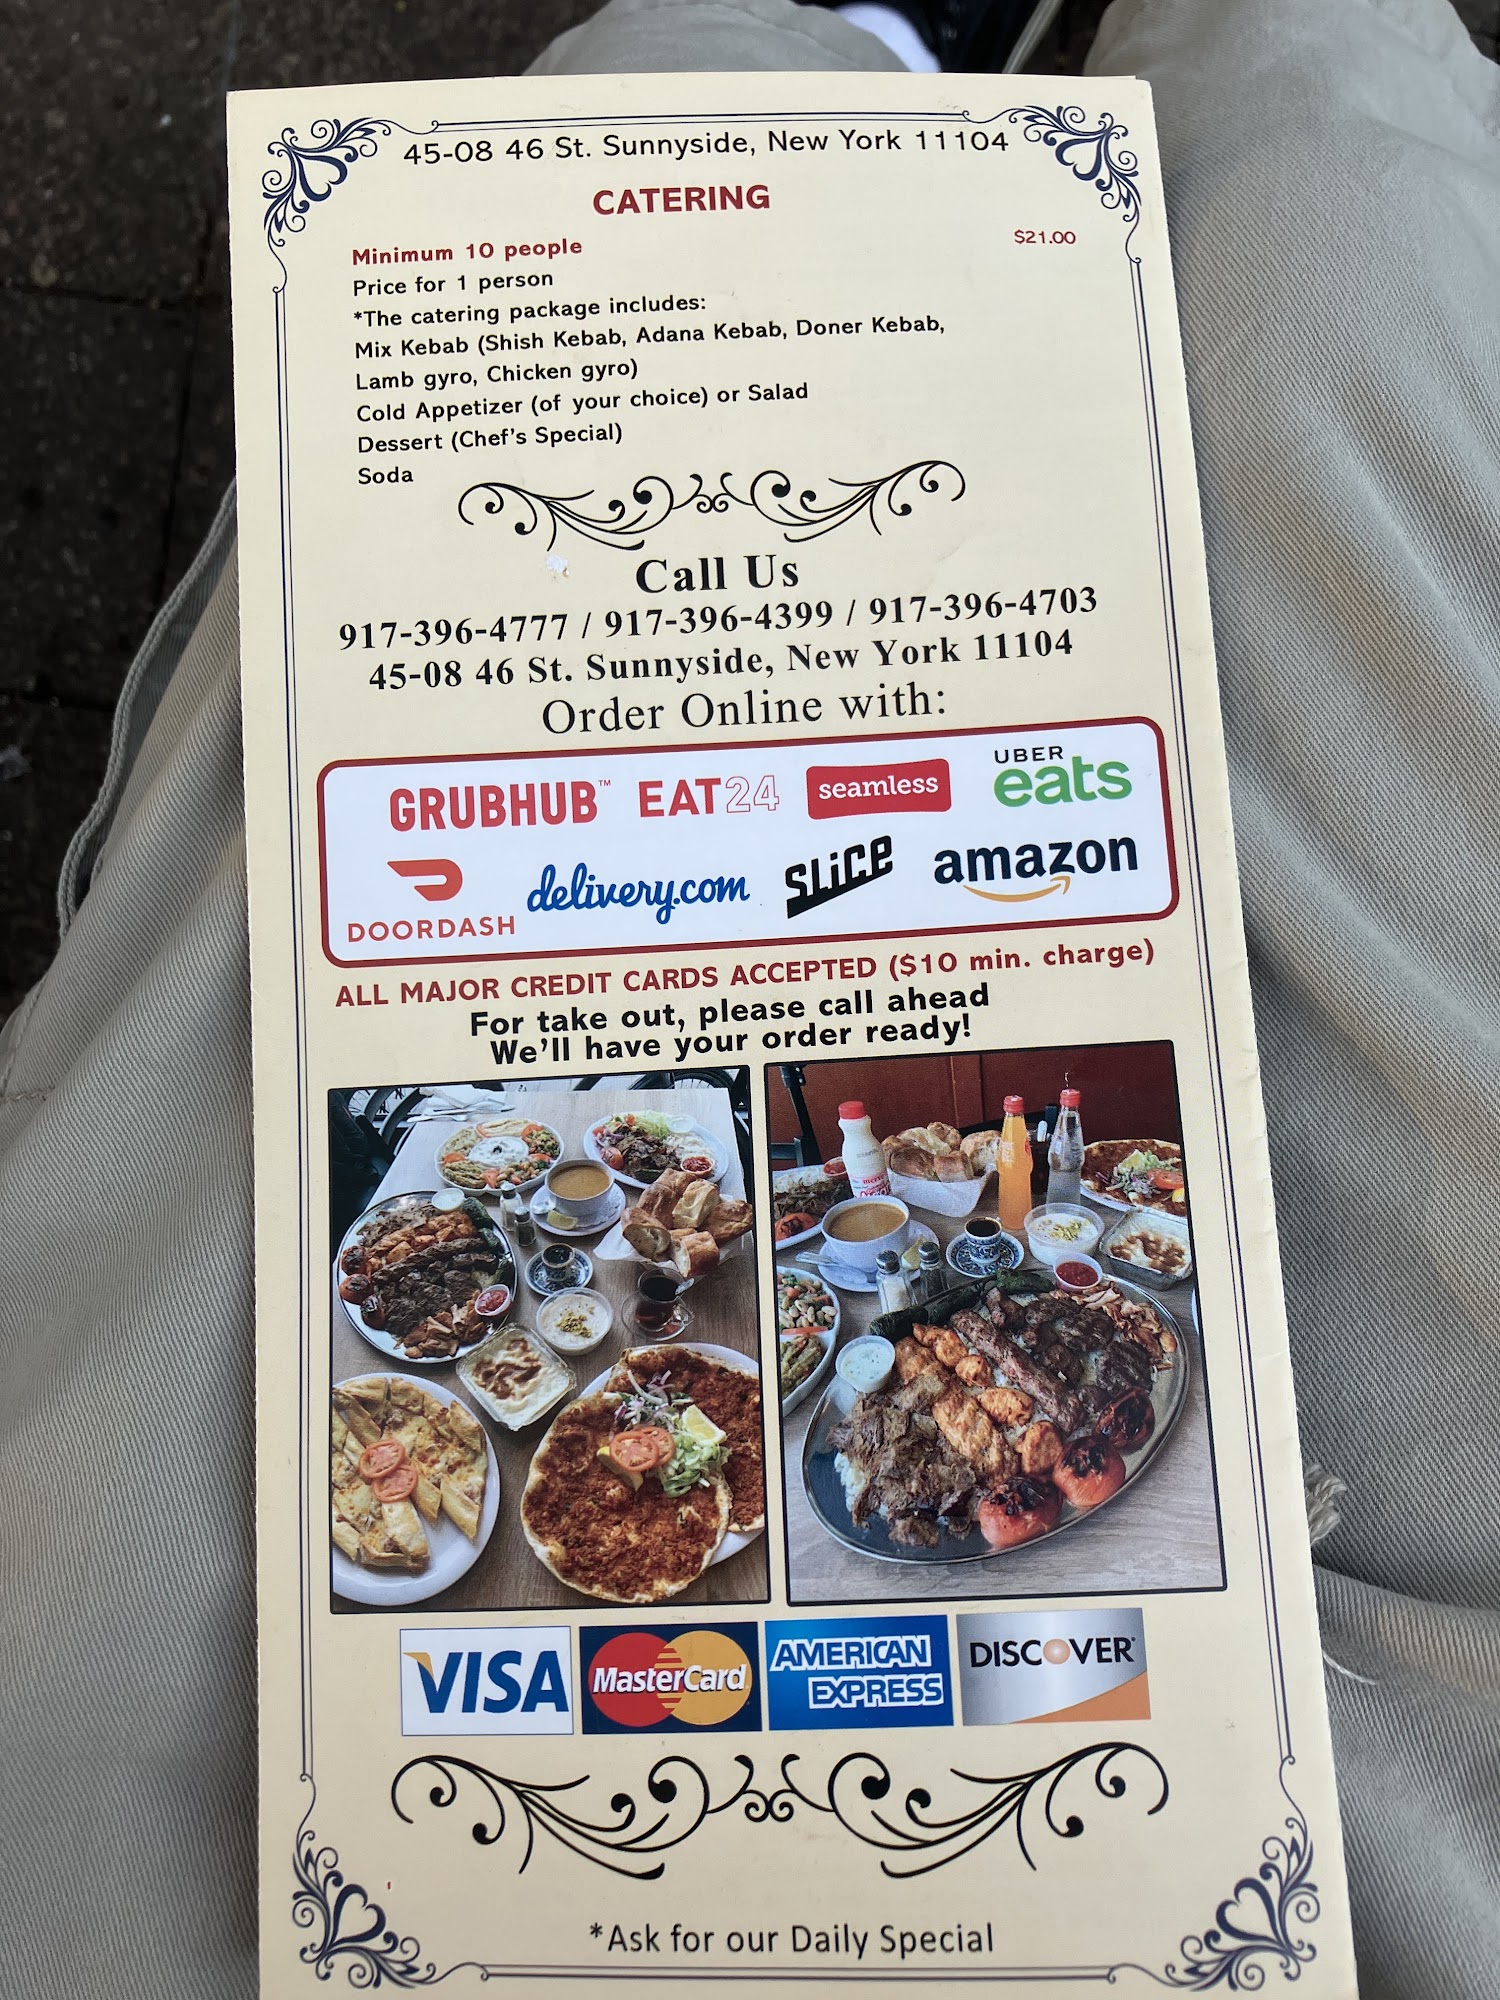 45-08 46 St. Sunnyside, New York 11104
CATERING
Minimum 10 people $21.00
Price for 1 person
*The catering package includes:
Mix Kebab (Shish Kebab, Adana Kebab, Doner Kebab,
Lamb gyro, Chicken gyro)
Cold Appetizer (of your choice) or Salad
Dessert (Chef's Special)
Soda
Call Us
917-396-4777 / 917-396-4399 / 917-396-4703
45-08 46 St. Sunnyside, New York 11104
Order Online with:
GRUBHUB™ EAT24 seamless UBER eats
DOORDASH delivery.com SLiCE amazon
ALL MAJOR CREDIT CARDS ACCEPTED ($10 min. charge)
For take out, please call ahead
We'll have your order ready!
VISA MasterCard AMERICAN EXPRESS DISCOVER
*Ask for our Daily Special